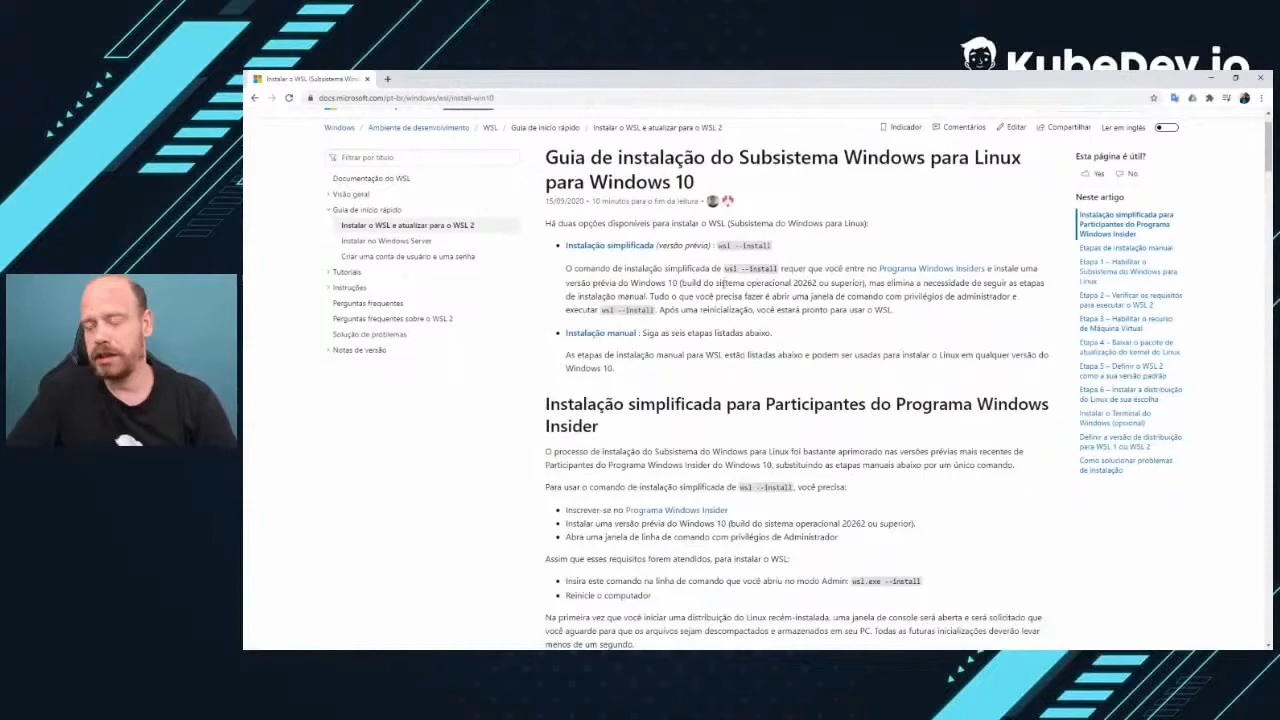 KubeDev.io
Instalar o WSL (Subsistema Wind
docs.microsoft.com/pt-br/windows/wsl/install-win10
Windows / Ambiente de desenvolvimento / WSL / Guia de início rápido / Instalar o WSL e atualizar para o WSL 2
Indicador Comentários Editar Compartilhar Ler em inglês
Filtrar por título
Documentação do WSL
Visão geral
Guia de início rápido
Instalar o WSL e atualizar para o WSL 2
Instalar no Windows Server
Criar uma conta de usuário e uma senha
Tutoriais
Instruções
Perguntas frequentes
Perguntas frequentes sobre o WSL 2
Solução de problemas
Notas de versão
Guia de instalação do Subsistema Windows para Linux
para Windows 10
15/09/2020 • 10 minutos para o fim da leitura •
Há duas opções disponíveis para instalar o WSL (Subsistema do Windows para Linux):
• Instalação simplificada (versão prévia) : wsl --install
O comando de instalação simplificada de wsl --install requer que você entre no Programa Windows Insiders e instale uma
versão prévia do Windows 10 (build do sistema operacional 20262 ou superior), mas elimina a necessidade de seguir as etapas
de instalação manual. Tudo o que você precisa fazer é abrir uma janela de comando com privilégios de administrador e
executar wsl --install. Após uma reinicialização, você estará pronto para usar o WSL.
• Instalação manual : Siga as seis etapas listadas abaixo.
As etapas de instalação manual para WSL estão listadas abaixo e podem ser usadas para instalar o Linux em qualquer versão do
Windows 10.
Instalação simplificada para Participantes do Programa Windows
Insider
O processo de instalação do Subsistema do Windows para Linux foi bastante aprimorado nas versões prévias mais recentes de
Participantes do Programa Windows Insider do Windows 10, substituindo as etapas manuais abaixo por um único comando.
Para usar o comando de instalação simplificada de wsl --install, você precisa:
• Inscrever-se no Programa Windows Insider
• Instalar uma versão prévia do Windows 10 (build do sistema operacional 20262 ou superior).
• Abra uma janela de linha de comando com privilégios de Administrador
Assim que esses requisitos forem atendidos, para instalar o WSL:
• Insira este comando na linha de comando que você abriu no modo Admin: wsl.exe --install
• Reinicie o computador
Na primeira vez que você iniciar uma distribuição do Linux recém-instalada, uma janela de console será aberta e será solicitado que
você aguarde para que os arquivos sejam descompactados e armazenados em seu PC. Todas as futuras inicializações deverão levar
menos de um segundo.
Esta página é útil?
Yes No
Neste artigo
Instalação simplificada para
Participantes do Programa
Windows Insider
Etapas de instalação manual
Etapa 1 – Habilitar o
Subsistema do Windows para
Linux
Etapa 2 – Verificar os requisitos
para executar o WSL 2
Etapa 3 – Habilitar o recurso
de Máquina Virtual
Etapa 4 – Baixar o pacote de
atualização do kernel do Linux
Etapa 5 – Definir o WSL 2
como a sua versão padrão
Etapa 6 – Instalar a distribuição
do Linux de sua escolha
Instalar o Terminal do
Windows (opcional)
Definir a versão de distribuição
para WSL 1 ou WSL 2
Como solucionar problemas
de instalação